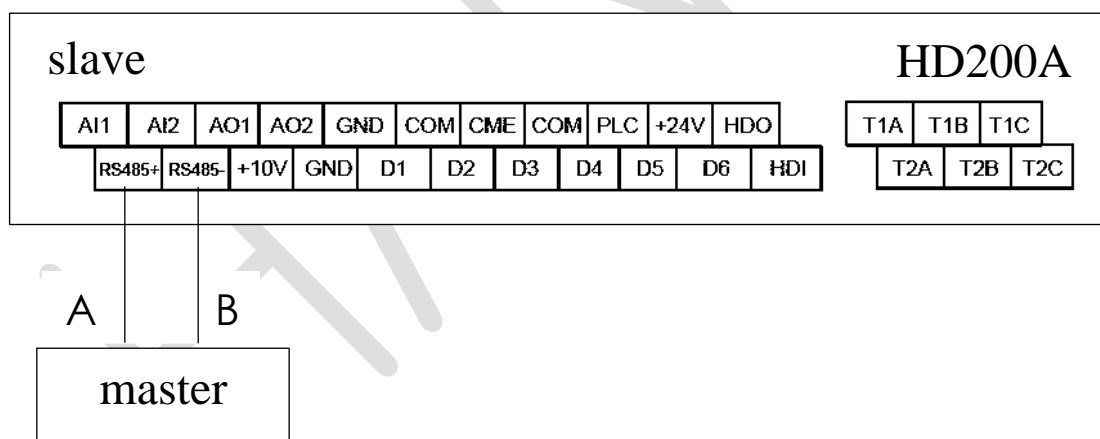 slave HD200A
AI1 AI2 AO1 AO2 GND COM CME COM PLC +24V HDO T1A T1B T1C
RS485+ RS485- +10V GND D1 D2 D3 D4 D5 D6 HDI T2A T2B T2C
A B
master